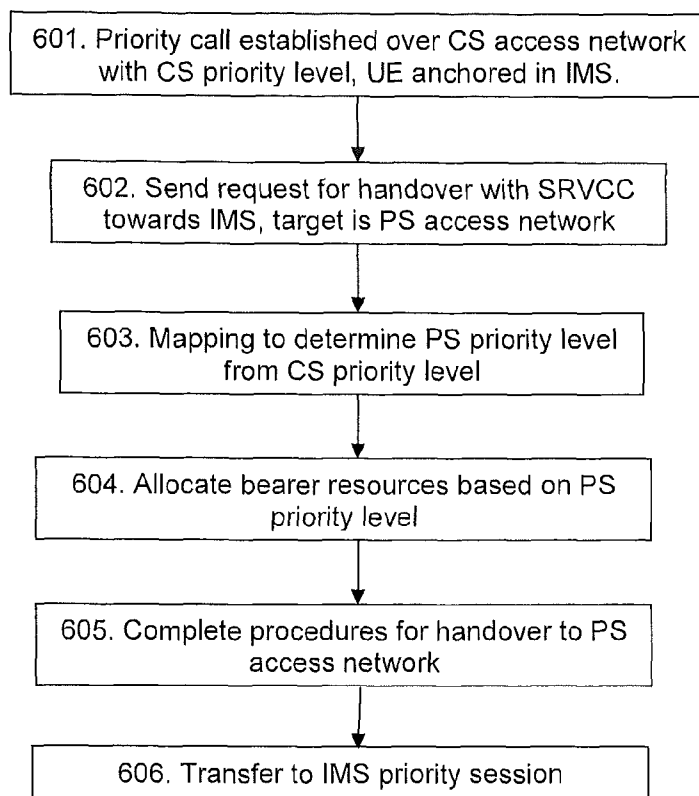 601. Priority call established over CS access network
with CS priority level, UE anchored in IMS.
602. Send request for handover with SRVCC
towards IMS, target is PS access network
603. Mapping to determine PS priority level
from CS priority level
604. Allocate bearer resources based on PS
priority level
605. Complete procedures for handover to PS
access network
606. Transfer to IMS priority session